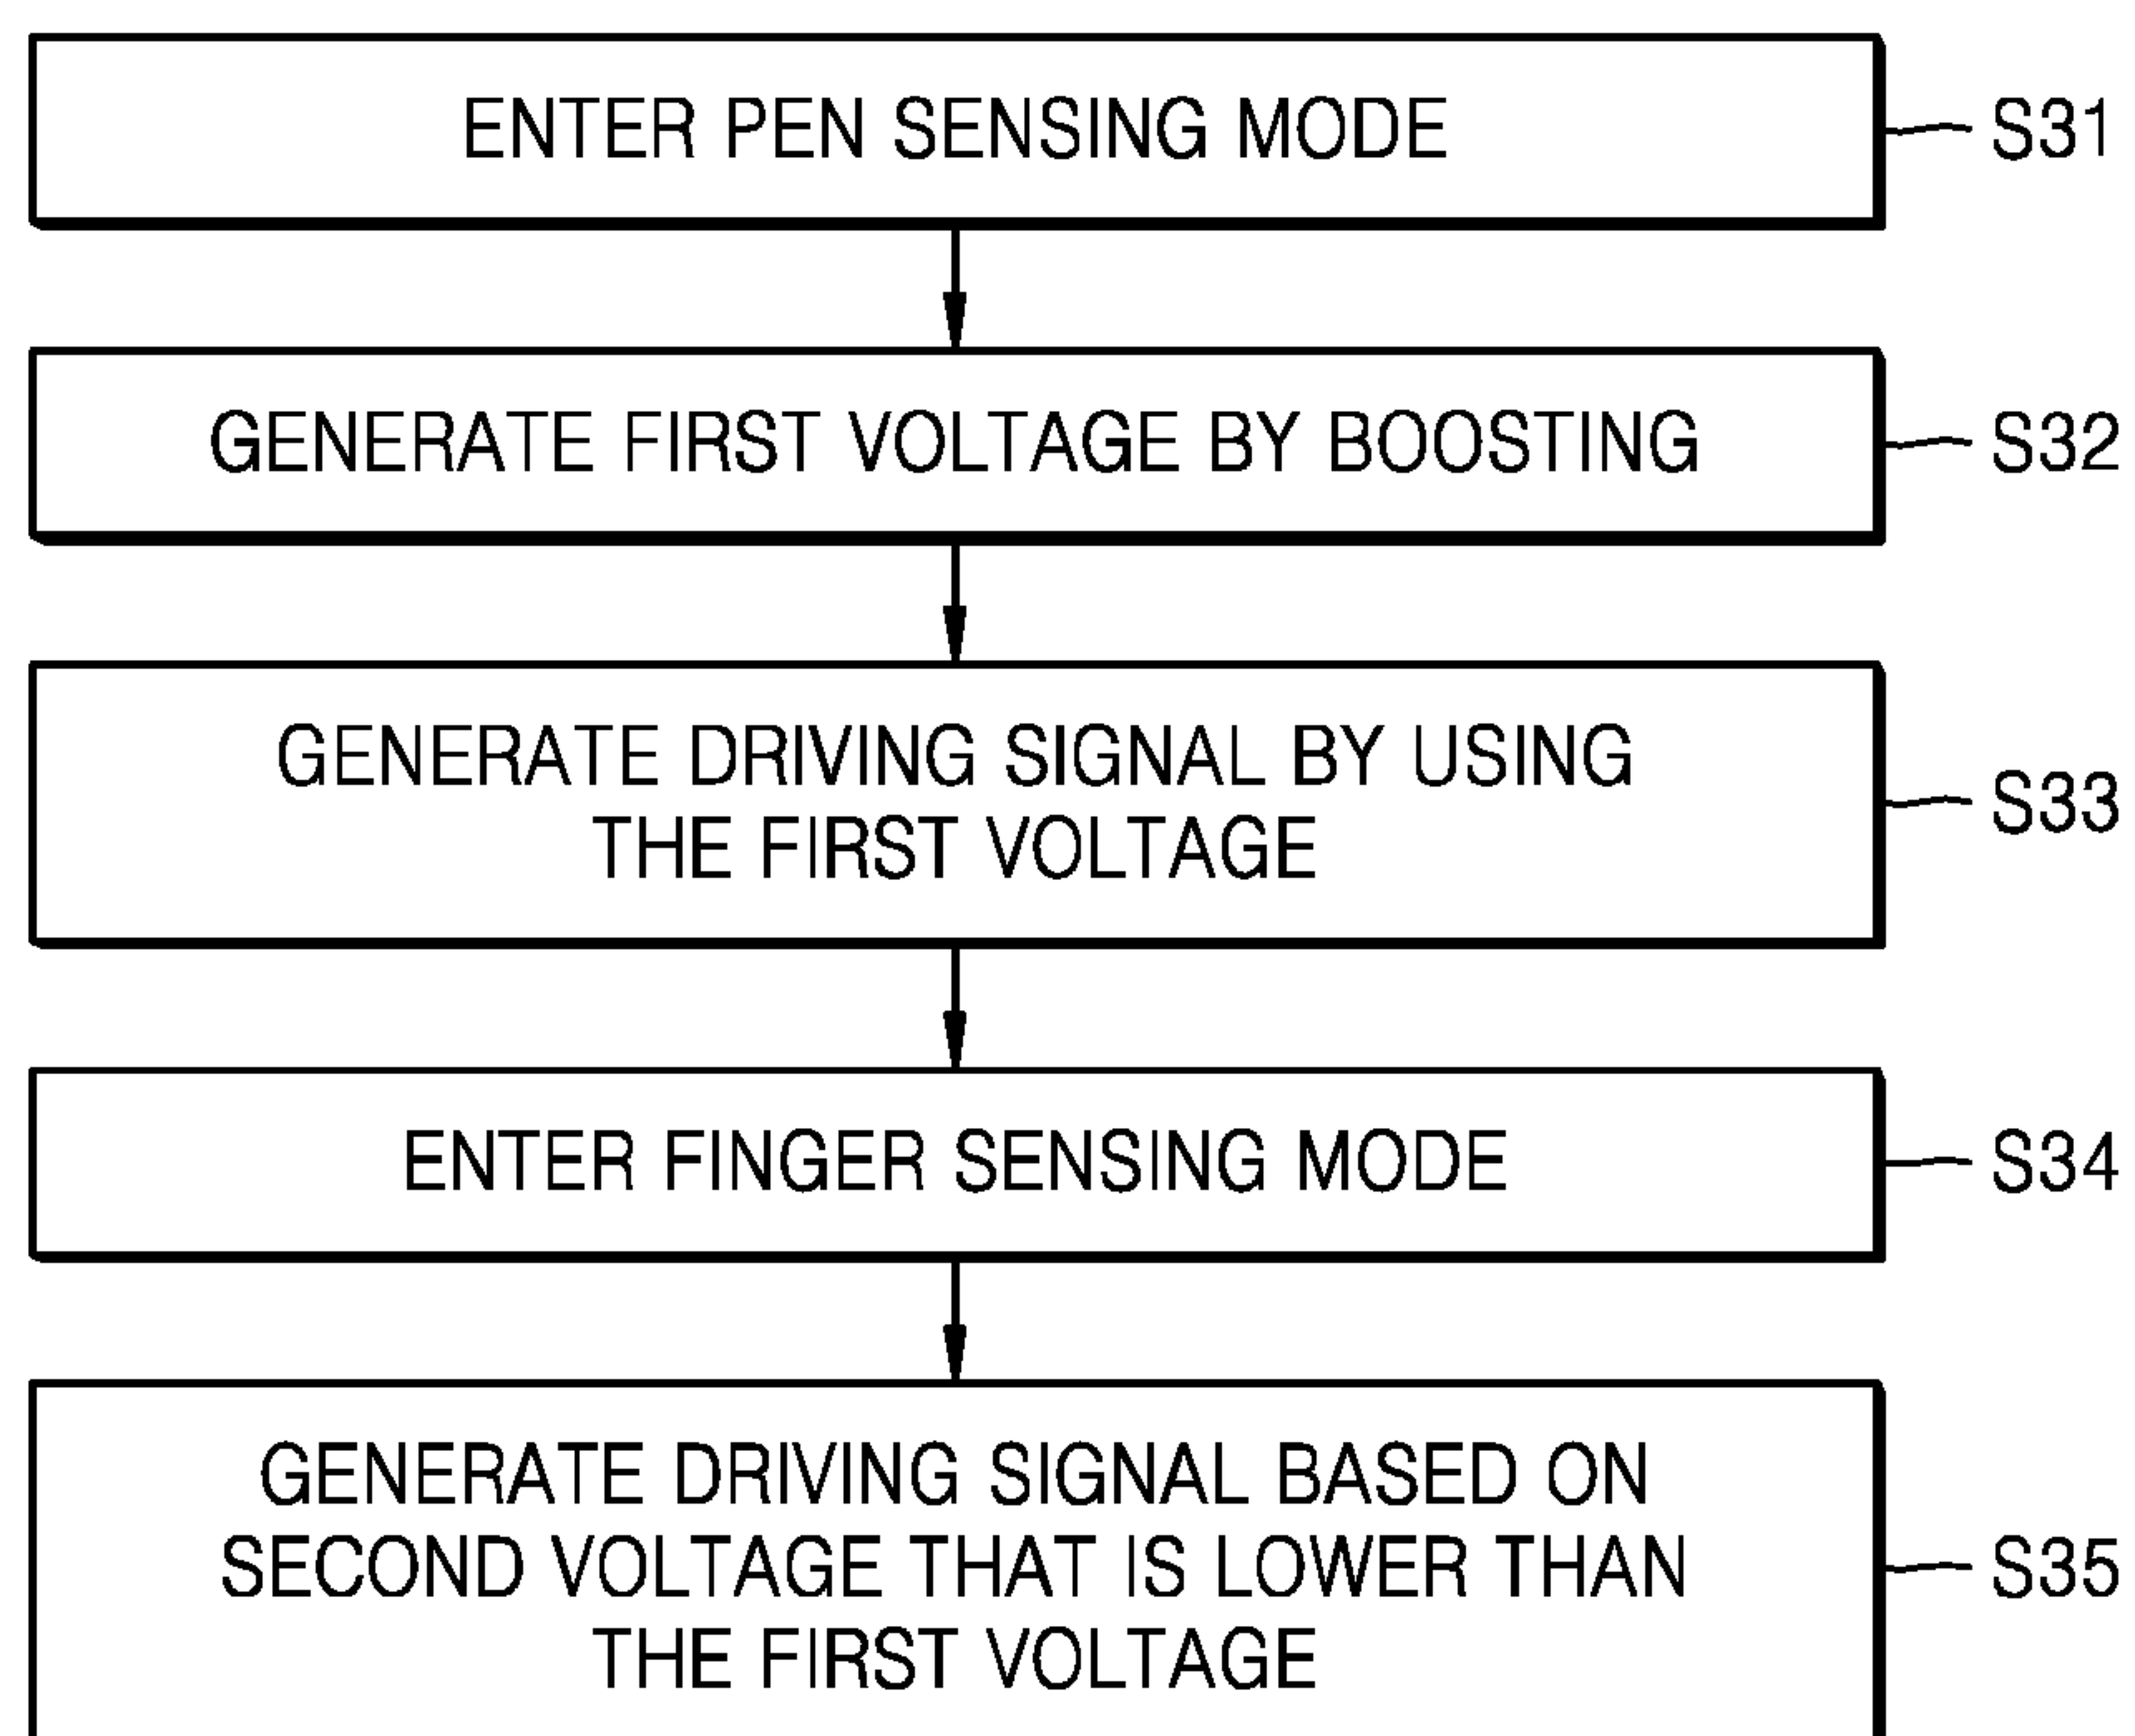 ENTER PEN SENSING MODE
S31
GENERATE FIRST VOLTAGE BY BOOSTING
S32
GENERATE DRIVING SIGNAL BY USING
THE FIRST VOLTAGE
S33
ENTER FINGER SENSING MODE
S34
GENERATE DRIVING SIGNAL BASED ON
SECOND VOLTAGE THAT IS LOWER THAN
THE FIRST VOLTAGE
S35